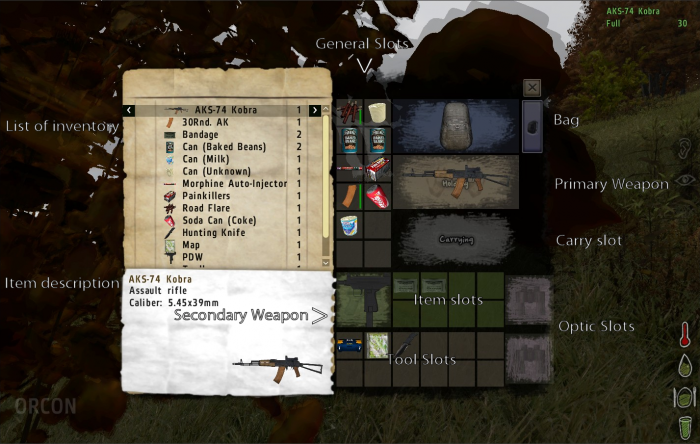 AKS-74 Kobra
Full 30
General Slots
AKS-74 Kobra 1
30Rnd. AK 1
Bandage 2
Can (Baked Beans) 2
Can (Milk) 1
Can (Unknown) 1
Morphine Auto-Injector 1
Painkillers 1
Road Flare 1
Soda Can (Coke) 1
Hunting Knife 1
Map 1
PDW 1
List of inventory
Bag
Primary Weapon
Carry slot
Carrying
Item description
AKS-74 Kobra
Assault rifle
Caliber: 5.45x39mm
Secondary Weapon
Item slots
Optic Slots
Tool Slots
ORCON